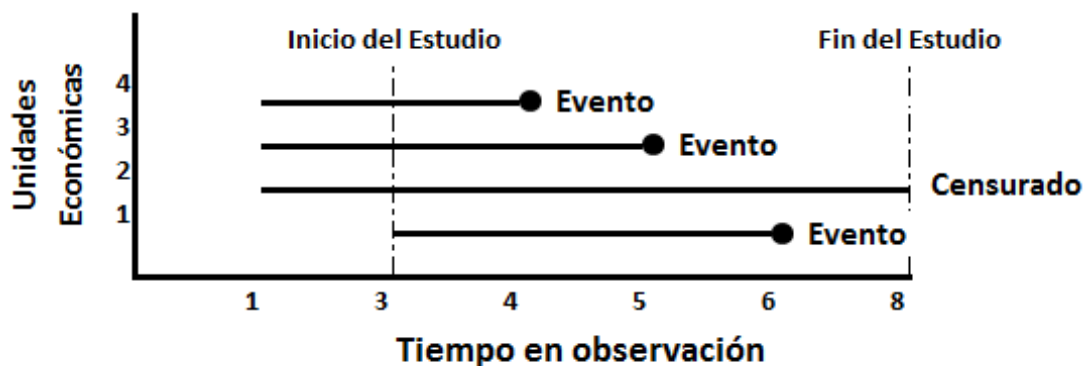 Inicio del Estudio
Fin del Estudio
Unidades
Económicas
4
Evento
3
Evento
2
Censurado
1
Evento
1 3 4 5 6 8
Tiempo en observación